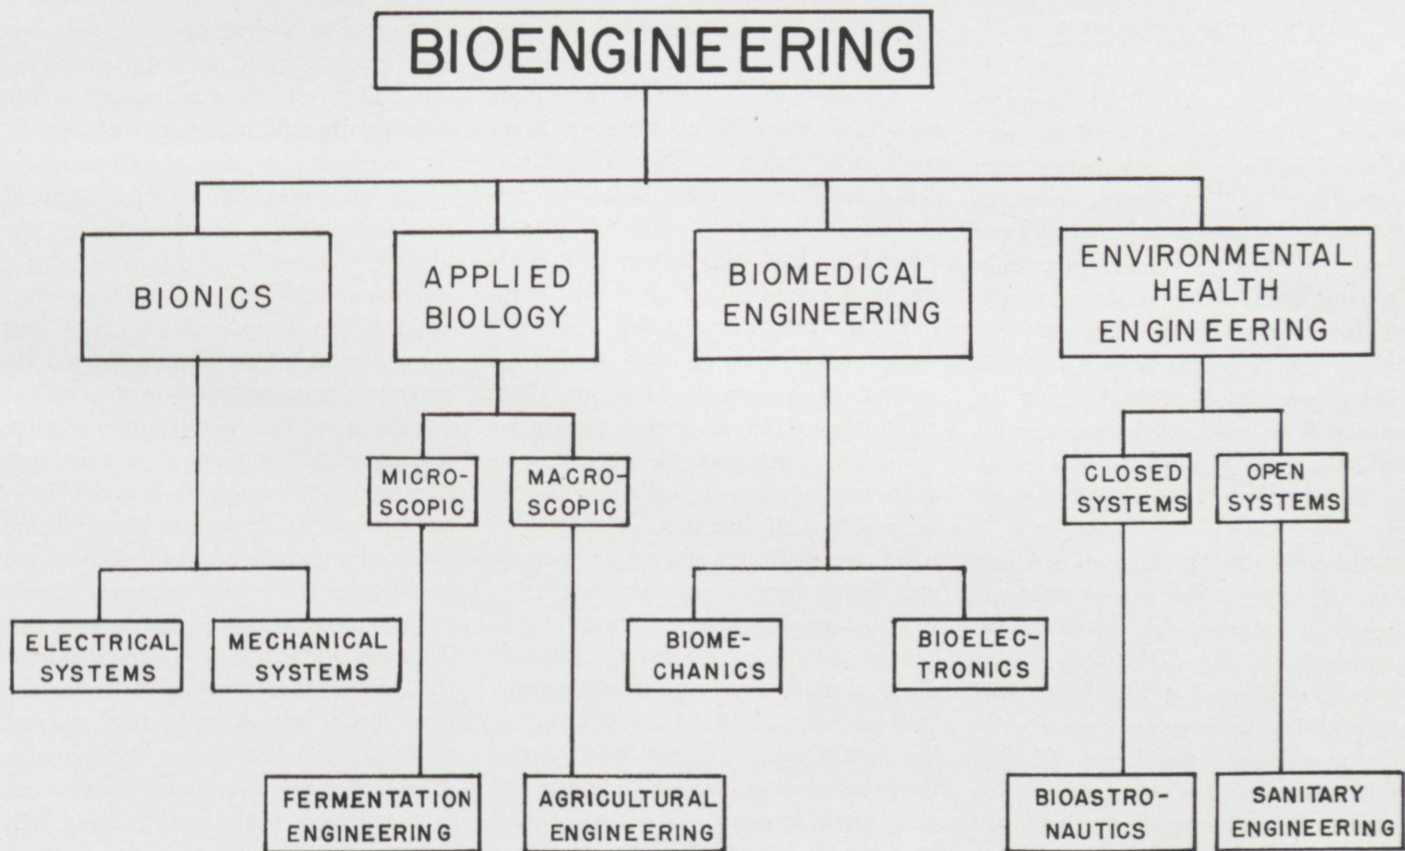 BIOENGINEERING
BIONICS
APPLIED
BIOLOGY
BIOMEDICAL
ENGINEERING
ENVIRONMENTAL
HEALTH
ENGINEERING
MICRO-
SCOPIC
MACRO-
SCOPIC
CLOSED
SYSTEMS
OPEN
SYSTEMS
ELECTRICAL
SYSTEMS
MECHANICAL
SYSTEMS
BIOME-
CHANICS
BIOELEC-
TRONICS
FERMENTATION
ENGINEERING
AGRICULTURAL
ENGINEERING
BIOASTRO-
NAUTICS
SANITARY
ENGINEERING